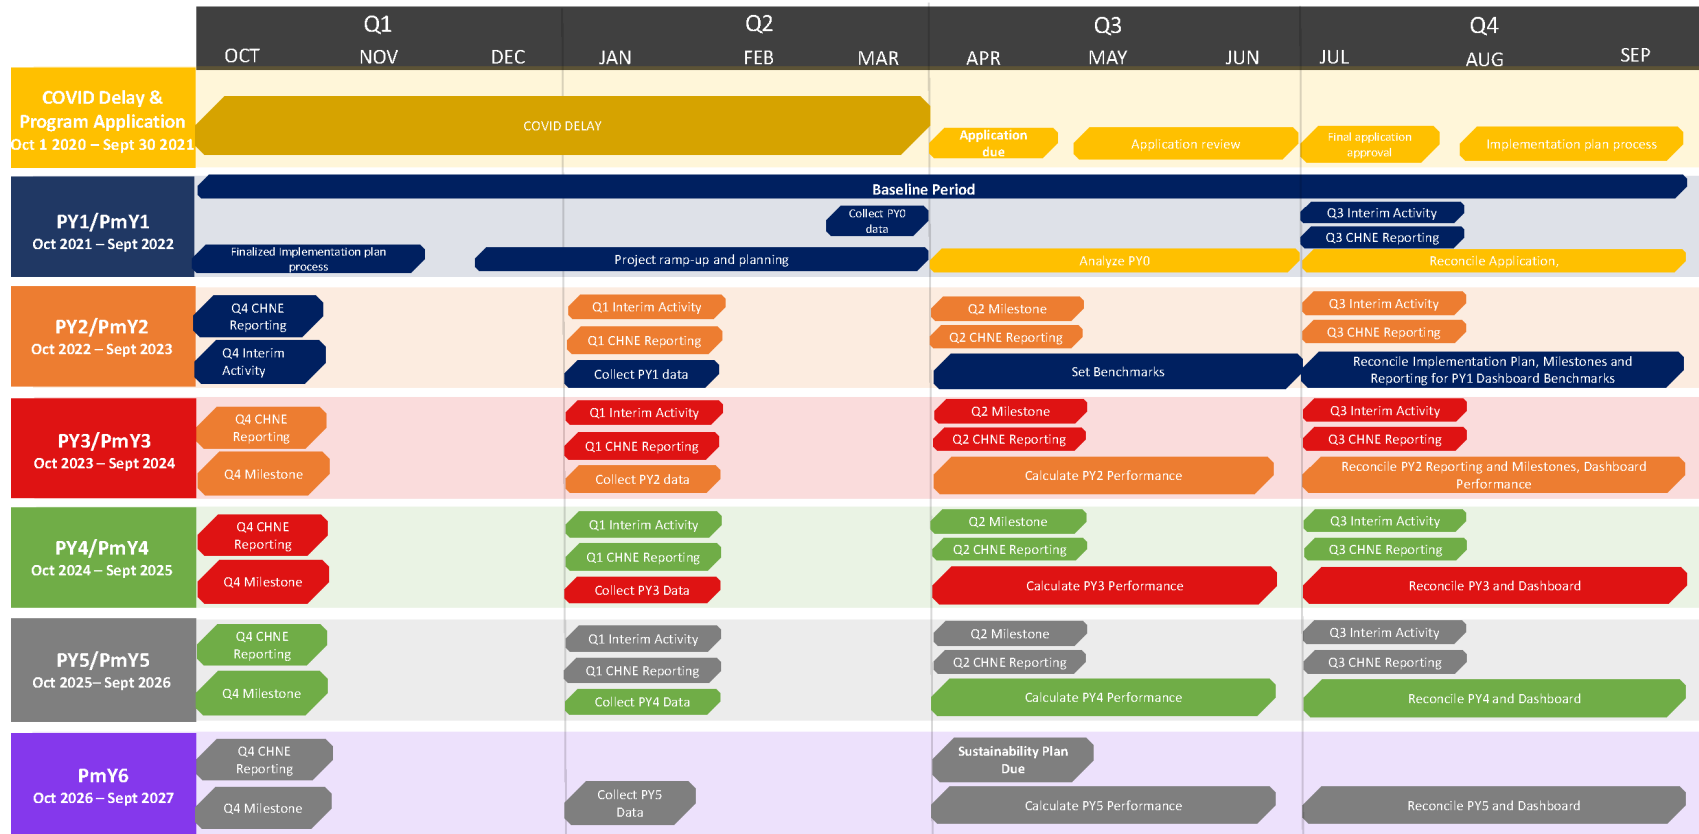 Q1
Q2
Q3
Q4
OCT
NOV
DEC
JAN
FEB
MAR
APR
MAY
JUN
JUL
AUG
SEP
COVID Delay &
Program Application
Oct 1 2020 – Sept 30 2021
COVID DELAY
Application
due
Application review
Final application
approval
Implementation plan process
PY1/PmY1
Oct 2021 – Sept 2022
Baseline Period
Collect PY0
data
Q3 Interim Activity
Q3 CHNE Reporting
Finalized Implementation plan
process
Project ramp-up and planning
Analyze PY0
Reconcile Application,
PY2/PmY2
Oct 2022 – Sept 2023
Q4 CHNE
Reporting
Q4 Interim
Activity
Q1 Interim Activity
Q1 CHNE Reporting
Collect PY1 data
Q2 Milestone
Q2 CHNE Reporting
Set Benchmarks
Q3 Interim Activity
Q3 CHNE Reporting
Reconcile Implementation Plan, Milestones and
Reporting for PY1 Dashboard Benchmarks
PY3/PmY3
Oct 2023 – Sept 2024
Q4 CHNE
Reporting
Q4 Milestone
Q1 Interim Activity
Q1 CHNE Reporting
Collect PY2 data
Q2 Milestone
Q2 CHNE Reporting
Calculate PY2 Performance
Q3 Interim Activity
Q3 CHNE Reporting
Reconcile PY2 Reporting and Milestones, Dashboard
Performance
PY4/PmY4
Oct 2024 – Sept 2025
Q4 CHNE
Reporting
Q4 Milestone
Q1 Interim Activity
Q1 CHNE Reporting
Collect PY3 Data
Q2 Milestone
Q2 CHNE Reporting
Calculate PY3 Performance
Q3 Interim Activity
Q3 CHNE Reporting
Reconcile PY3 and Dashboard
PY5/PmY5
Oct 2025– Sept 2026
Q4 CHNE
Reporting
Q4 Milestone
Q1 Interim Activity
Q1 CHNE Reporting
Collect PY4 Data
Q2 Milestone
Q2 CHNE Reporting
Calculate PY4 Performance
Q3 Interim Activity
Q3 CHNE Reporting
Reconcile PY4 and Dashboard
PmY6
Oct 2026 – Sept 2027
Q4 CHNE
Reporting
Q4 Milestone
Collect PY5
Data
Sustainability Plan
Due
Calculate PY5 Performance
Reconcile PY5 and Dashboard